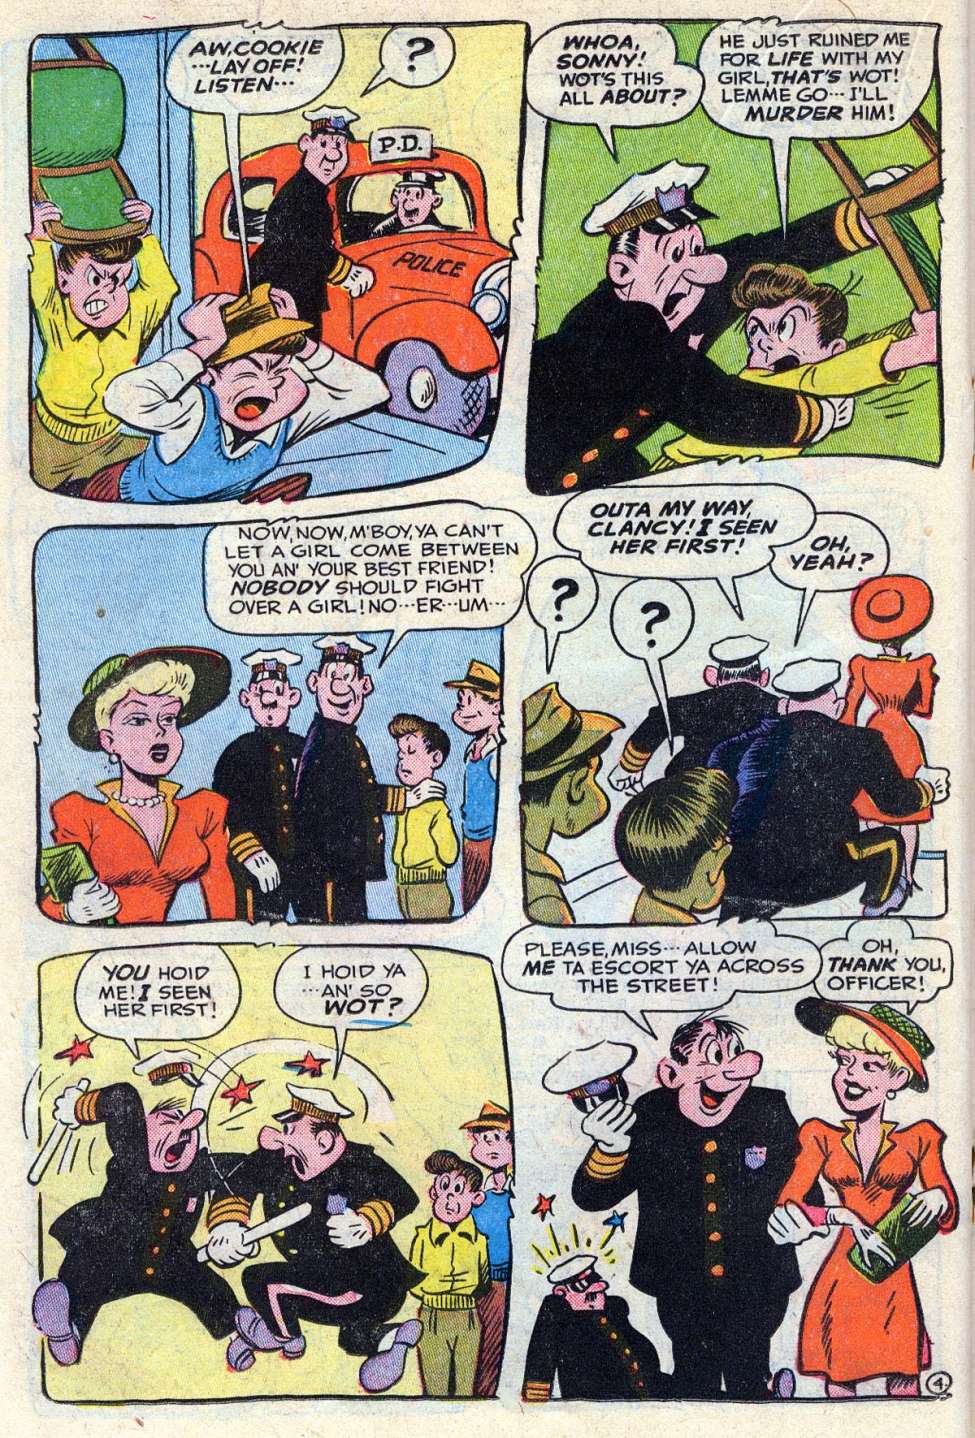 AW, COOKIE
...LAY OFF!
LISTEN...
?
P.D.
POLICE
WHOA,
SONNY!
WOT'S THIS
ALL ABOUT?
HE JUST RUINED ME
FOR LIFE WITH MY
GIRL, THAT'S WOT!
LEMME GO... I'LL
MURDER HIM!
NOW, NOW, M'BOY, YA CAN'T
LET A GIRL COME BETWEEN
YOU AN' YOUR BEST FRIEND!
NOBODY SHOULD FIGHT
OVER A GIRL! NO...ER...UM...
?
?
OUTA MY WAY,
CLANCY! I SEEN
HER FIRST!
OH,
YEAH?
YOU HOID
ME! I SEEN
HER FIRST!
I HOID YA
...AN' SO
WOT?
PLEASE, MISS... ALLOW
ME TA ESCORT YA ACROSS
THE STREET!
OH,
THANK YOU,
OFFICER!
4